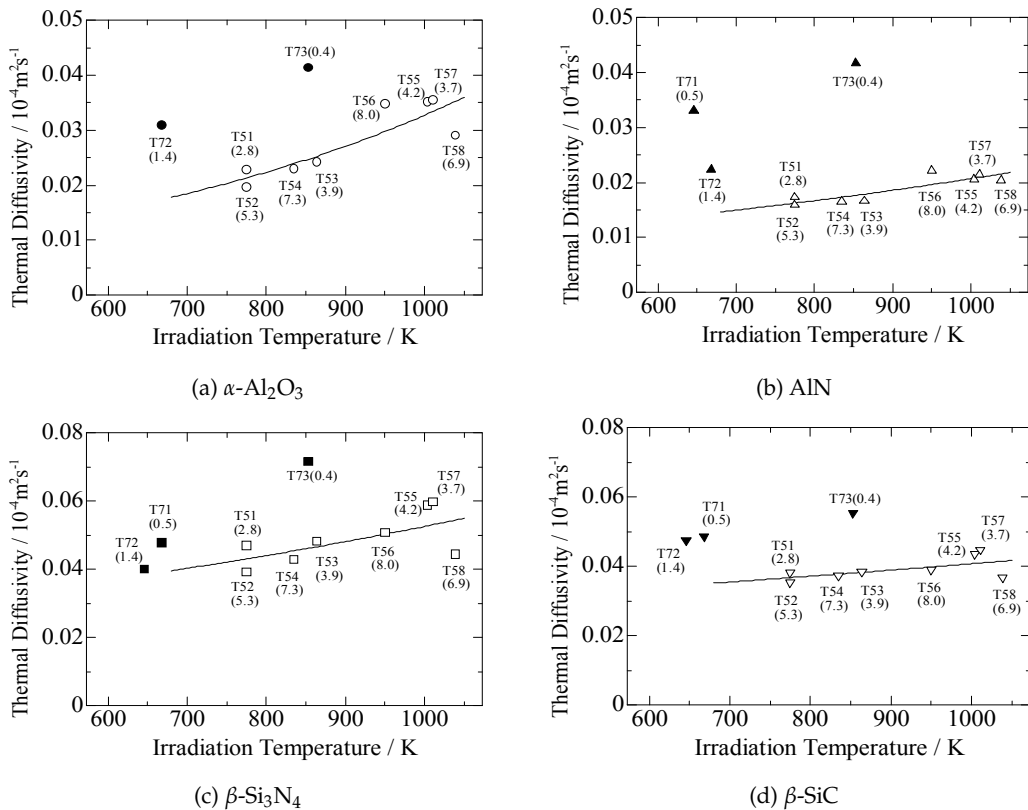 Thermal Diffusivity / 10⁻⁴m²s⁻¹
0.05
0.04
0.03
0.02
0.01
0
T73(0.4)
T72
(1.4)
T51
(2.8)
T52
(5.3)
T54
(7.3)
T53
(3.9)
T56
(8.0)
T55
(4.2)
T57
(3.7)
T58
(6.9)
600 700 800 900 1000
Irradiation Temperature / K
(a) α-Al₂O₃
Thermal Diffusivity / 10⁻⁴m²s⁻¹
0.05
0.04
0.03
0.02
0.01
0
T71
(0.5)
T73(0.4)
T72
(1.4)
T51
(2.8)
T52
(5.3)
T54
(7.3)
T53
(3.9)
T56
(8.0)
T57
(3.7)
T55
(4.2)
T58
(6.9)
600 700 800 900 1000
Irradiation Temperature / K
(b) AlN
Thermal Diffusivity / 10⁻⁴m²s⁻¹
0.08
0.06
0.04
0.02
0
T71
(0.5)
T72
(1.4)
T73(0.4)
T51
(2.8)
T52
(5.3)
T54
(7.3)
T53
(3.9)
T56
(8.0)
T55
(4.2)
T57
(3.7)
T58
(6.9)
600 700 800 900 1000
Irradiation Temperature / K
(c) β-Si₃N₄
Thermal Diffusivity / 10⁻⁴m²s⁻¹
0.08
0.06
0.04
0.02
0
T71
(0.5)
T72
(1.4)
T73(0.4)
T51
(2.8)
T52
(5.3)
T54
(7.3)
T53
(3.9)
T56
(8.0)
T55
(4.2)
T57
(3.7)
T58
(6.9)
600 700 800 900 1000
Irradiation Temperature / K
(d) β-SiC